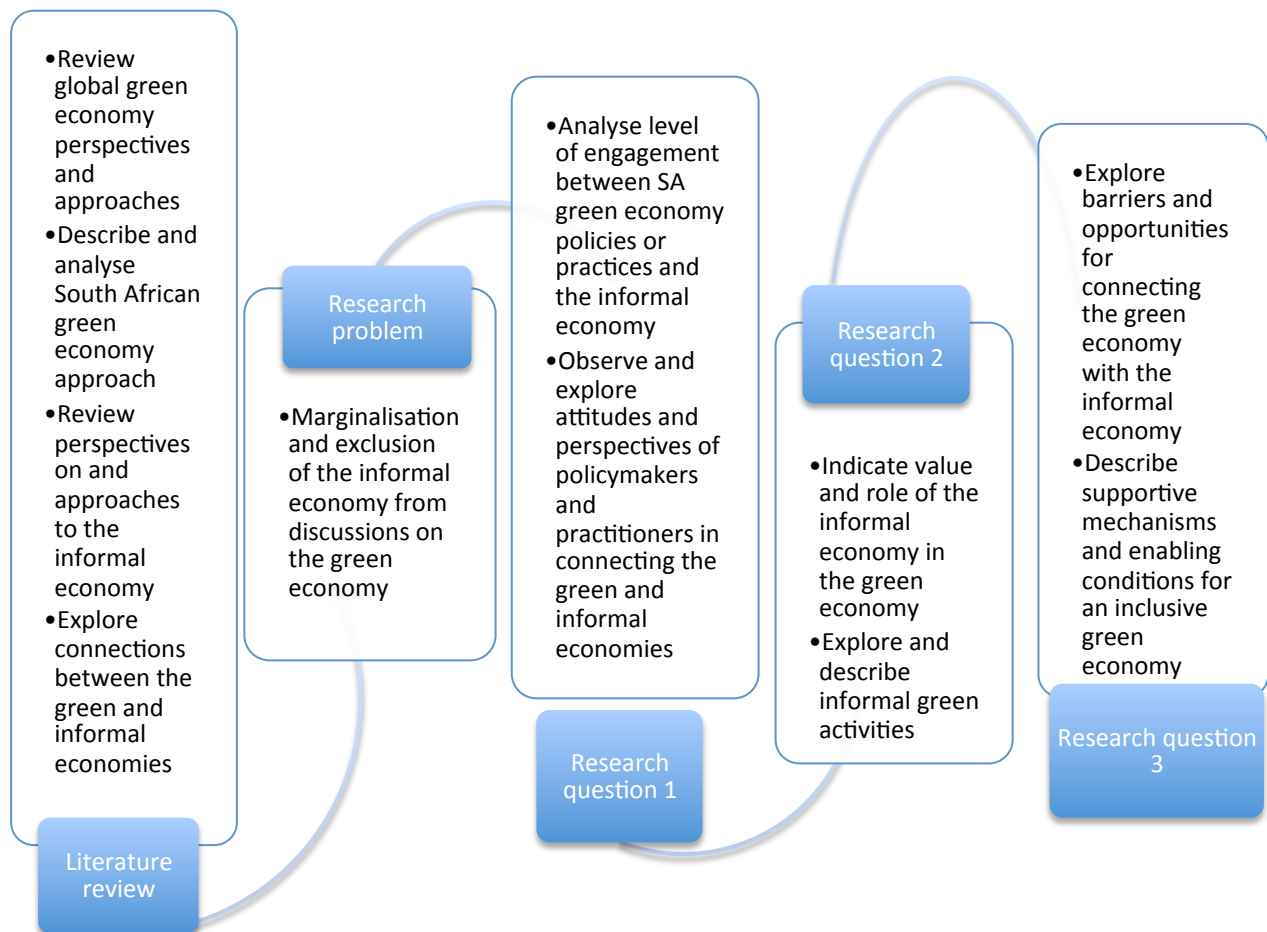 •Review
global green
economy
perspectives
and
approaches
•Describe and
analyse
South African
green
economy
approach
•Review
perspectives
on and
approaches
to the
informal
economy
•Explore
connections
between the
green and
informal
economies
Literature
review
Research
problem
•Marginalisation
and exclusion
of the informal
economy from
discussions on
the green
economy
•Analyse level
of engagement
between SA
green economy
policies or
practices and
the informal
economy
•Observe and
explore
attitudes and
perspectives of
policymakers
and
practitioners in
connecting the
green and
informal
economies
Research
question 1
Research
question 2
•Indicate value
and role of the
informal
economy in
the green
economy
•Explore and
describe
informal green
activities
•Explore
barriers and
opportunities
for
connecting
the green
economy
with the
informal
economy
•Describe
supportive
mechanisms
and enabling
conditions for
an inclusive
green
economy
Research question
3